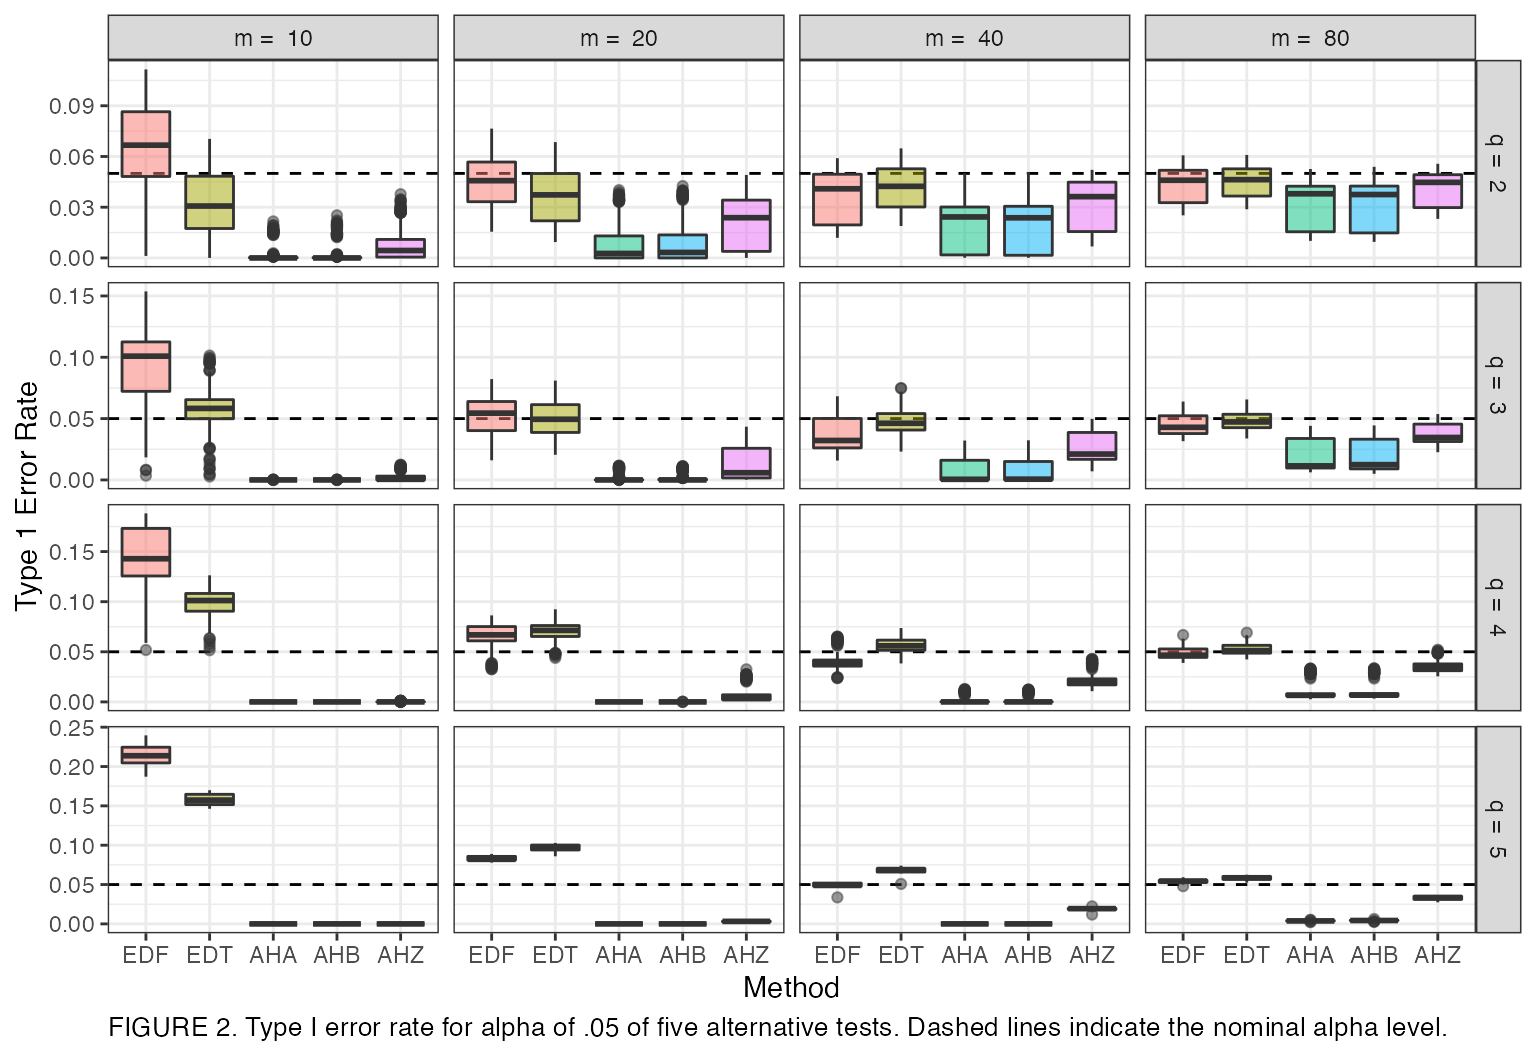 m = 10 m = 20 m = 40 m = 80
0.09
0.06
0.03
0.00
q = 2
0.15
0.10
0.05
0.00
q = 3
0.15
0.10
0.05
0.00
q = 4
0.25
0.20
0.15
0.10
0.05
0.00
q = 5
Type 1 Error Rate
EDF EDT AHA AHB AHZ EDF EDT AHA AHB AHZ EDF EDT AHA AHB AHZ EDF EDT AHA AHB AHZ
Method
FIGURE 2. Type I error rate for alpha of .05 of five alternative tests. Dashed lines indicate the nominal alpha level.